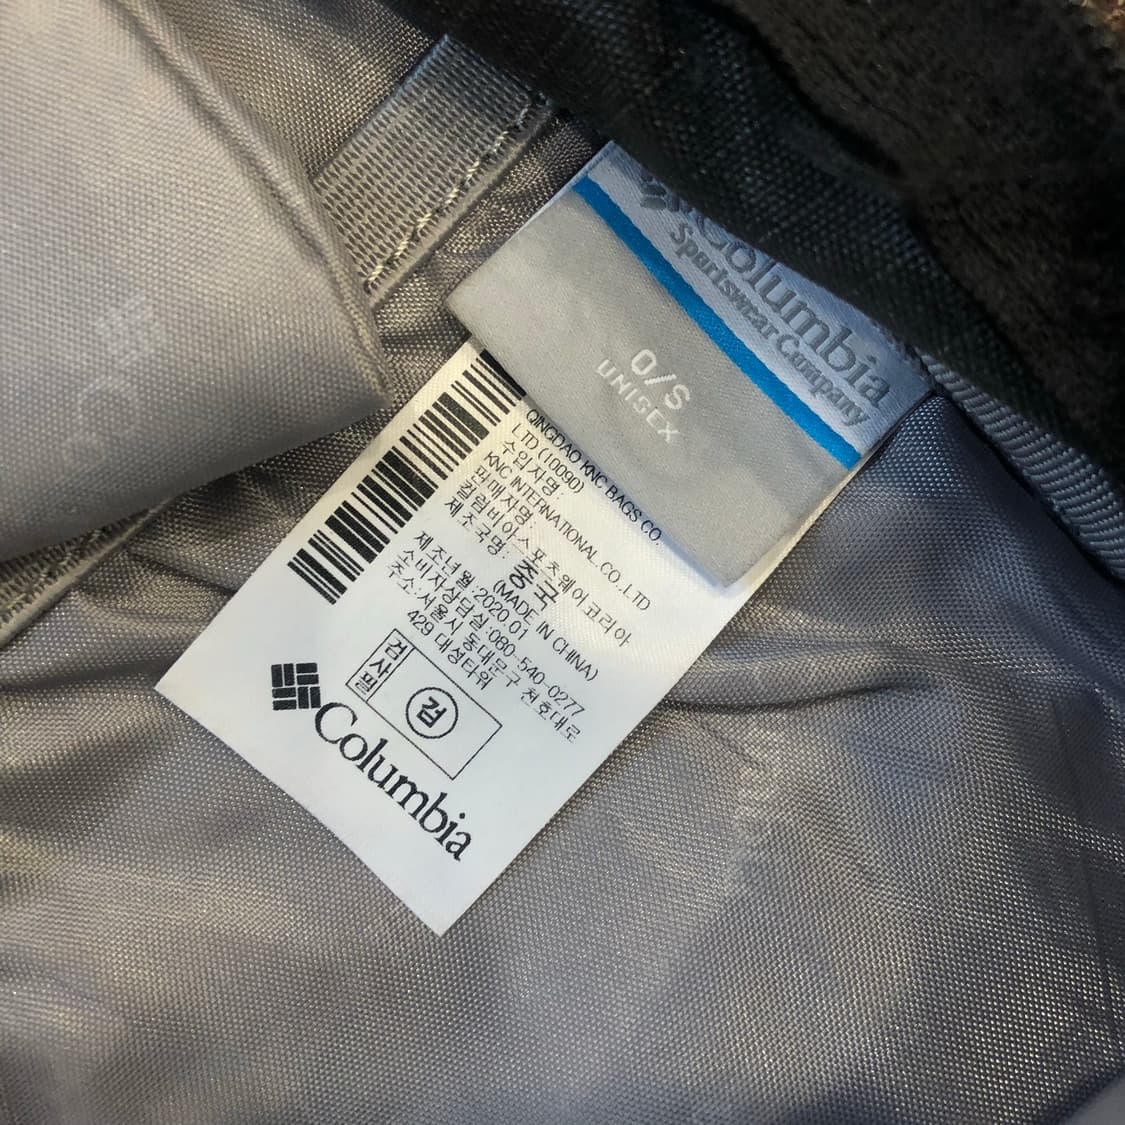 Columbia
Sportswear Company
O/S
UNISEX
QINGDAO KNC BAGS CO.
LTD (10090)
수입자명:
KNC INTERNATIONAL CO., LTD
판매자명:
컬럼비아스포츠웨어코리아
제조국명: 중국
(MADE IN CHINA)
제조년월:2020.01
소비자상담실:080-540-0277
주소:서울시 동대문구 천호대로
429 대성타워
검사필
검
Columbia